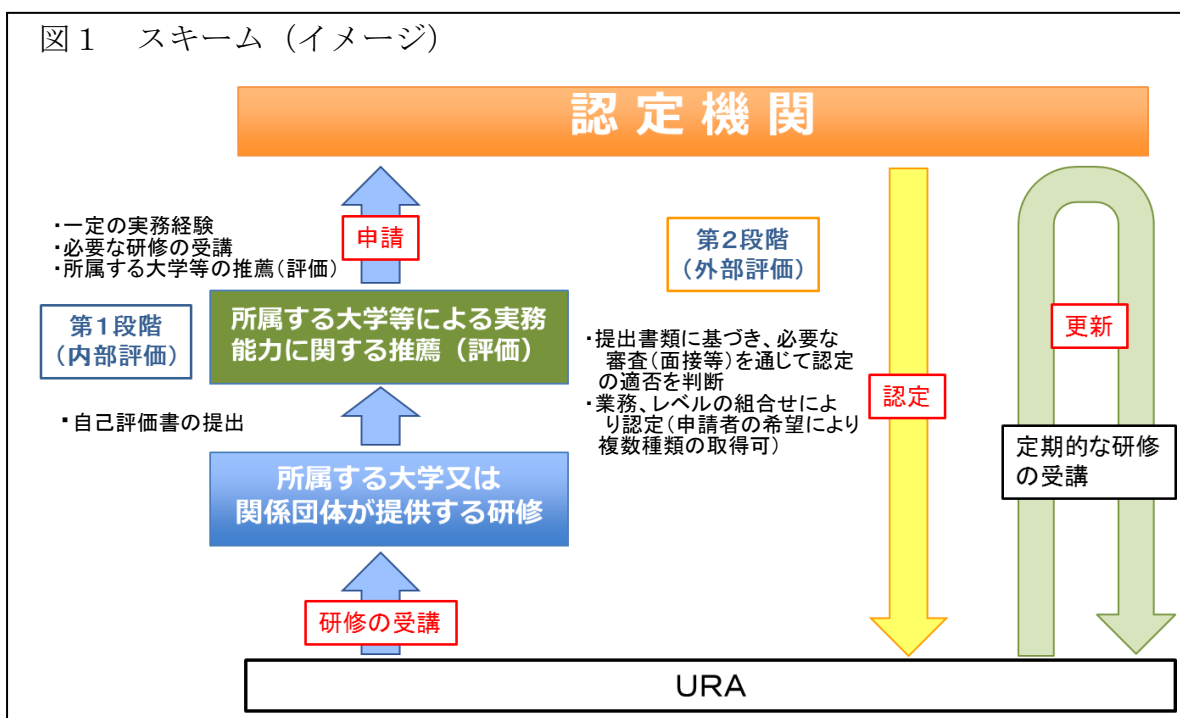 図１　スキーム（イメージ）
認定機関
・一定の実務経験
・必要な研修の受講
・所属する大学等の推薦（評価）
申請
第１段階
（内部評価）
所属する大学等による実務
能力に関する推薦（評価）
・自己評価書の提出
所属する大学又は
関係団体が提供する研修
研修の受講
第２段階
（外部評価）
・提出書類に基づき、必要な
審査（面接等）を通じて認定
の適否を判断
・業務、レベルの組合せによ
り認定（申請者の希望により
複数種類の取得可）
認定
更新
定期的な研修
の受講
URA